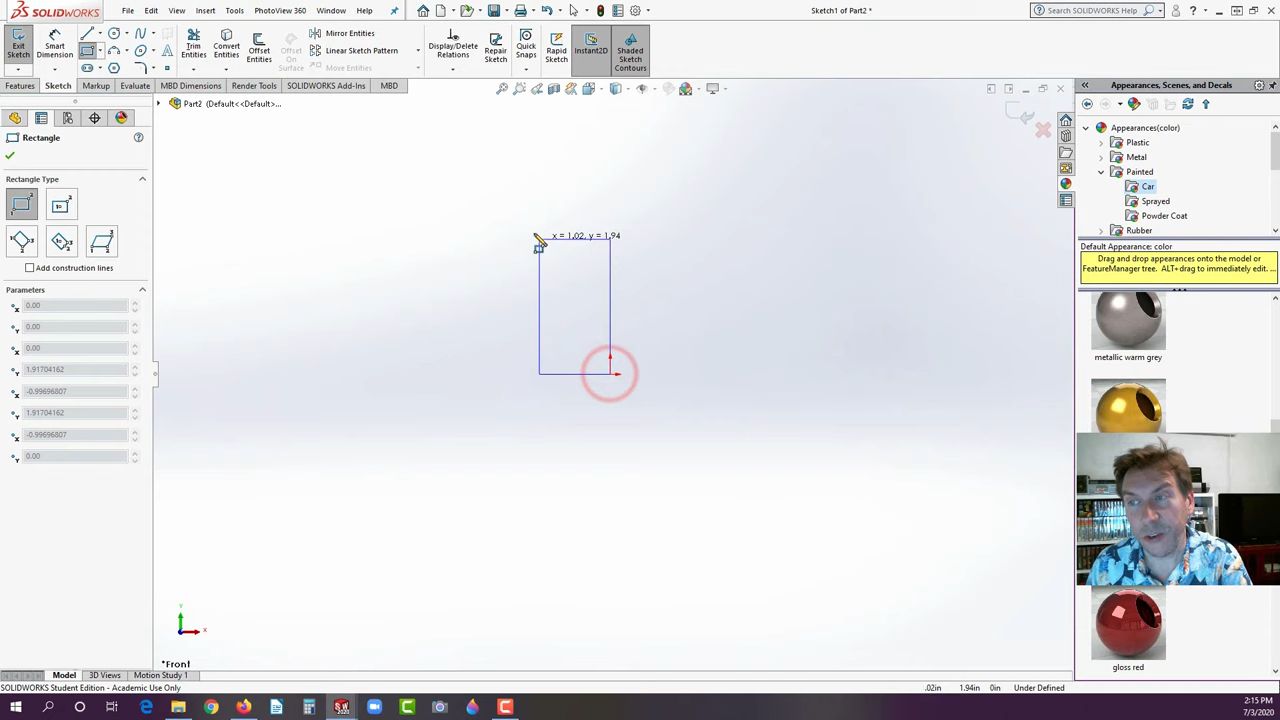 SOLIDWORKS
File
Edit
View
Insert
Tools
PhotoView 360
Window
Help
Sketch1 of Part2 *
Search SOLIDWORKS Help
Exit Sketch
Smart Dimension
Trim Entities
Convert Entities
Offset Entities
Offset On Surface
Mirror Entities
Linear Sketch Pattern
Move Entities
Display/Delete Relations
Repair Sketch
Quick Snaps
Rapid Sketch
Instant2D
Shaded Sketch Contours
Features
Sketch
Markup
Evaluate
MBD Dimensions
Render Tools
SOLIDWORKS Add-Ins
MBD
Part2 (Default<<Default>...
Rectangle
Rectangle Type
Add construction lines
Parameters
0.00
0.00
0.00
1.91704162
-0.99696807
1.91704162
-0.99696807
0.00
x = 1.02, y = 1.94
Y
X
*Front
Appearances, Scenes, and Decals
Appearances(color)
Plastic
Metal
Painted
Car
Sprayed
Powder Coat
Rubber
Default Appearance: color
Drag and drop appearances onto the model or
FeatureManager tree. ALT+drag to immediately edit. ...
metallic warm grey
gloss red
Model
3D Views
Motion Study 1
SOLIDWORKS Student Edition - Academic Use Only
.02in
1.94in
0in
Under Defined
2:15 PM
7/3/2020